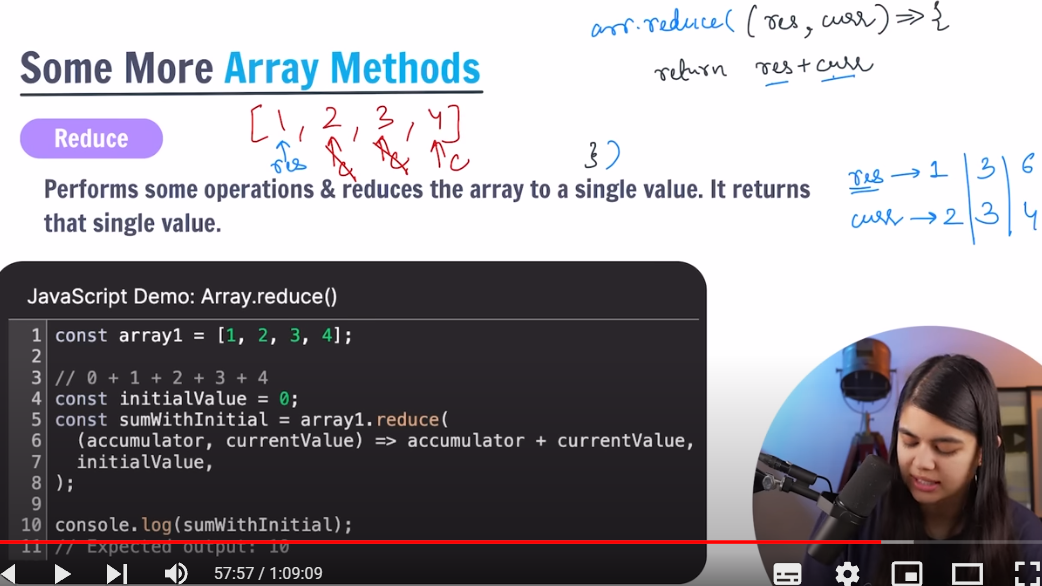 arr.reduce( (res, curr) => {
return res + curr
})
Some More Array Methods
Reduce
[1, 2, 3, 4]
res C C C
Performs some operations & reduces the array to a single value. It returns
that single value.
res → 1 | 3 | 6
curr → 2 | 3 | 4
JavaScript Demo: Array.reduce()
1 const array1 = [1, 2, 3, 4];
2
3 // 0 + 1 + 2 + 3 + 4
4 const initialValue = 0;
5 const sumWithInitial = array1.reduce(
6 (accumulator, currentValue) => accumulator + currentValue,
7 initialValue,
8 );
9
10 console.log(sumWithInitial);
11 // Expected output: 10
57:57 / 1:09:09